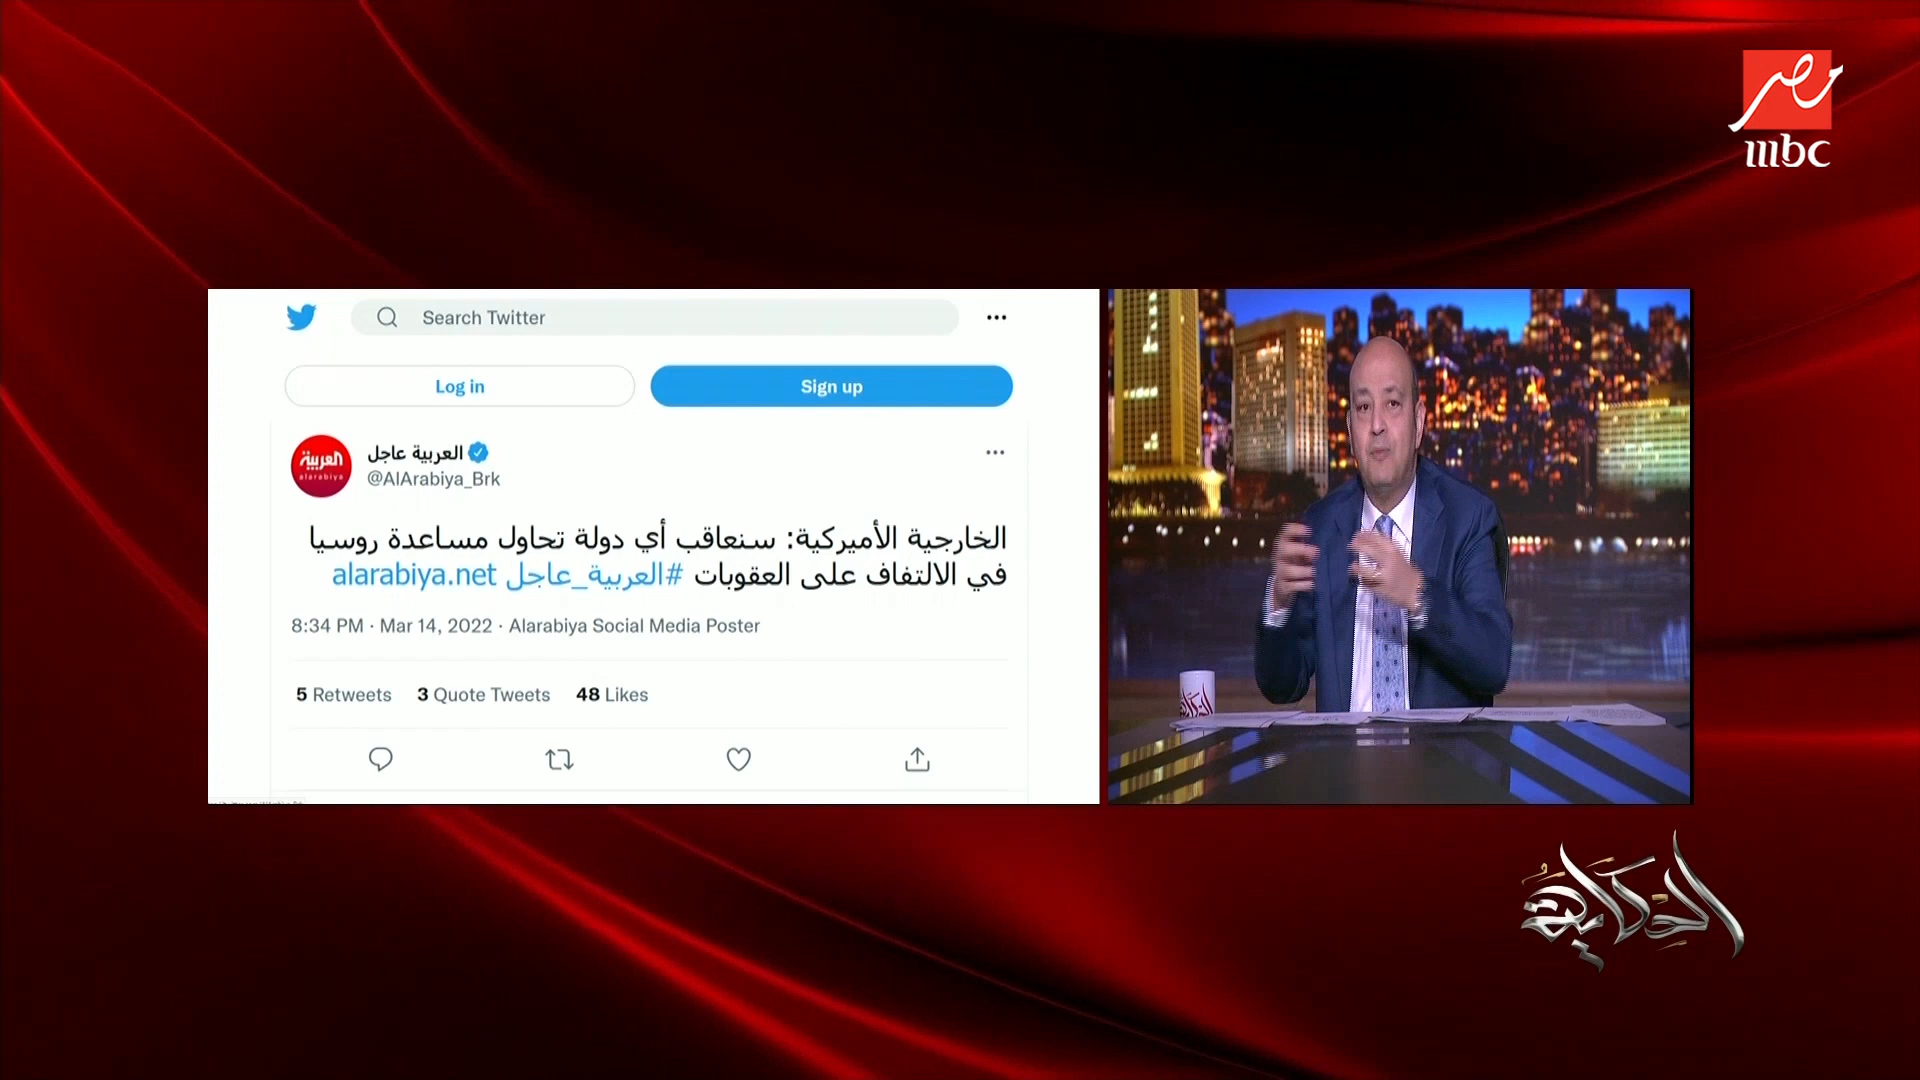 مصر
mbc
Search Twitter
Log in
Sign up
العربية
alarabiya
العربية عاجل
@AlArabiya_Brk
الخارجية الأميركية: سنعاقب أي دولة تحاول مساعدة روسيا
في الالتفاف على العقوبات #العربية_عاجل alarabiya.net
8:34 PM · Mar 14, 2022 · Alarabiya Social Media Poster
5 Retweets 3 Quote Tweets 48 Likes
الحكاية
الحكاية